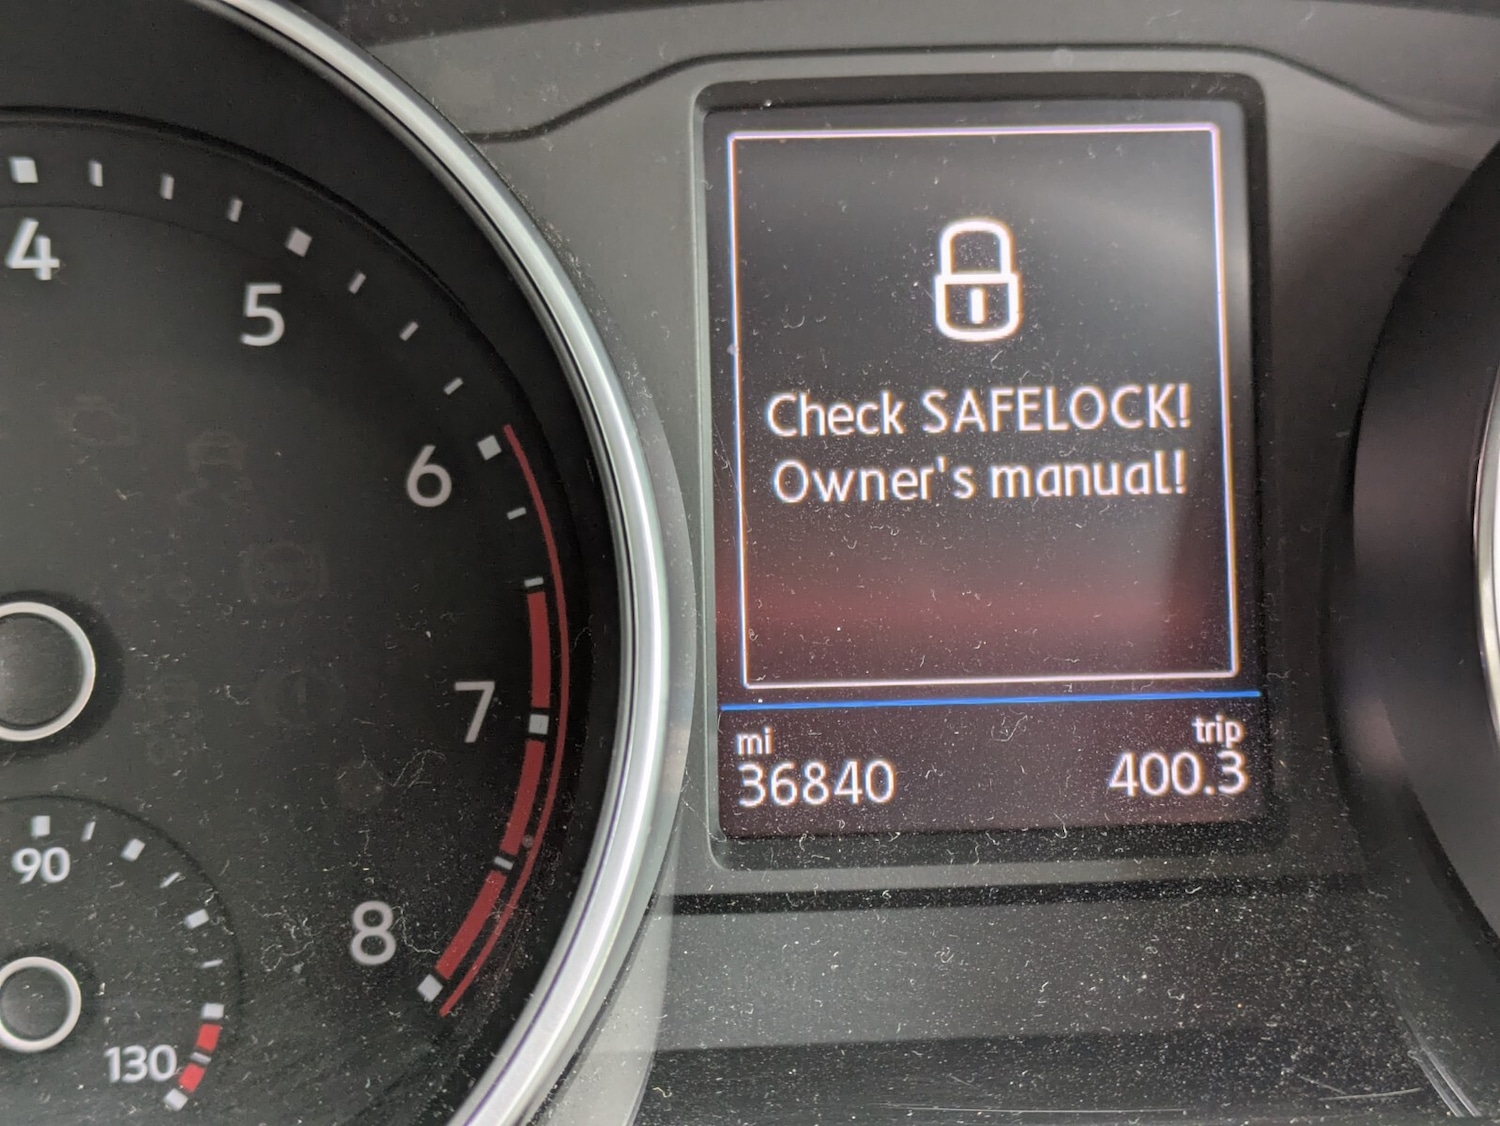 4
5
6
7
8
90
130
Check SAFELOCK!
Owner's manual!
mi
trip
36840
400.3